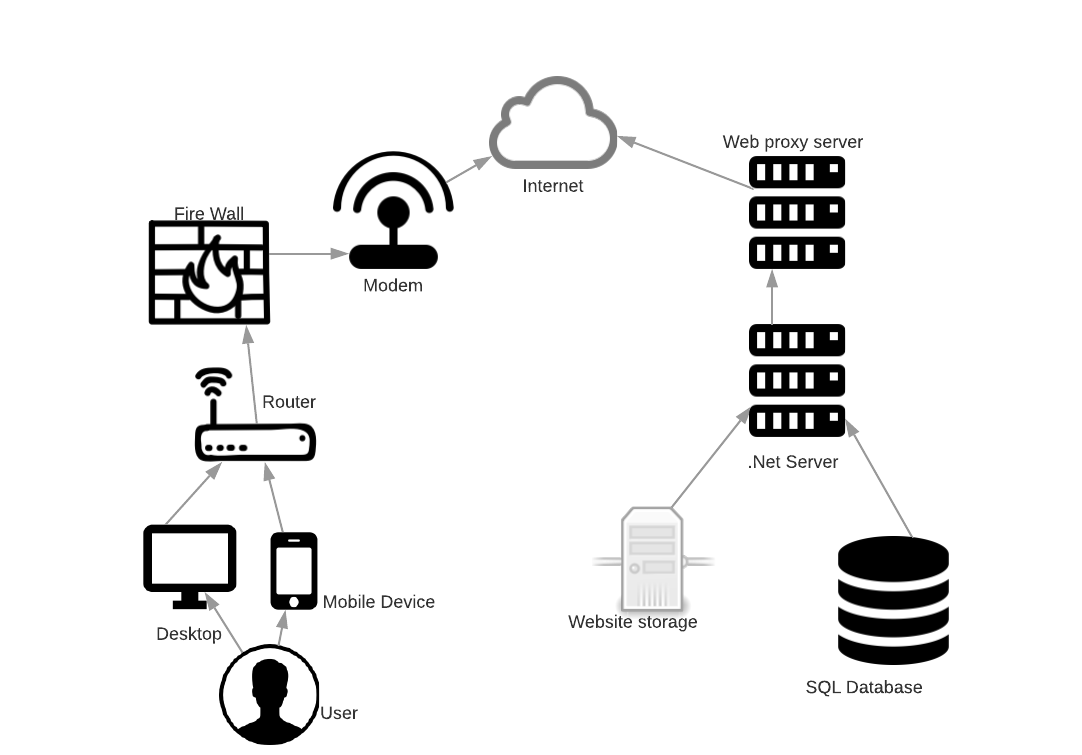 Web proxy server
Internet
Fire Wall
Modem
Router
.Net Server
Mobile Device
Website storage
Desktop
SQL Database
User